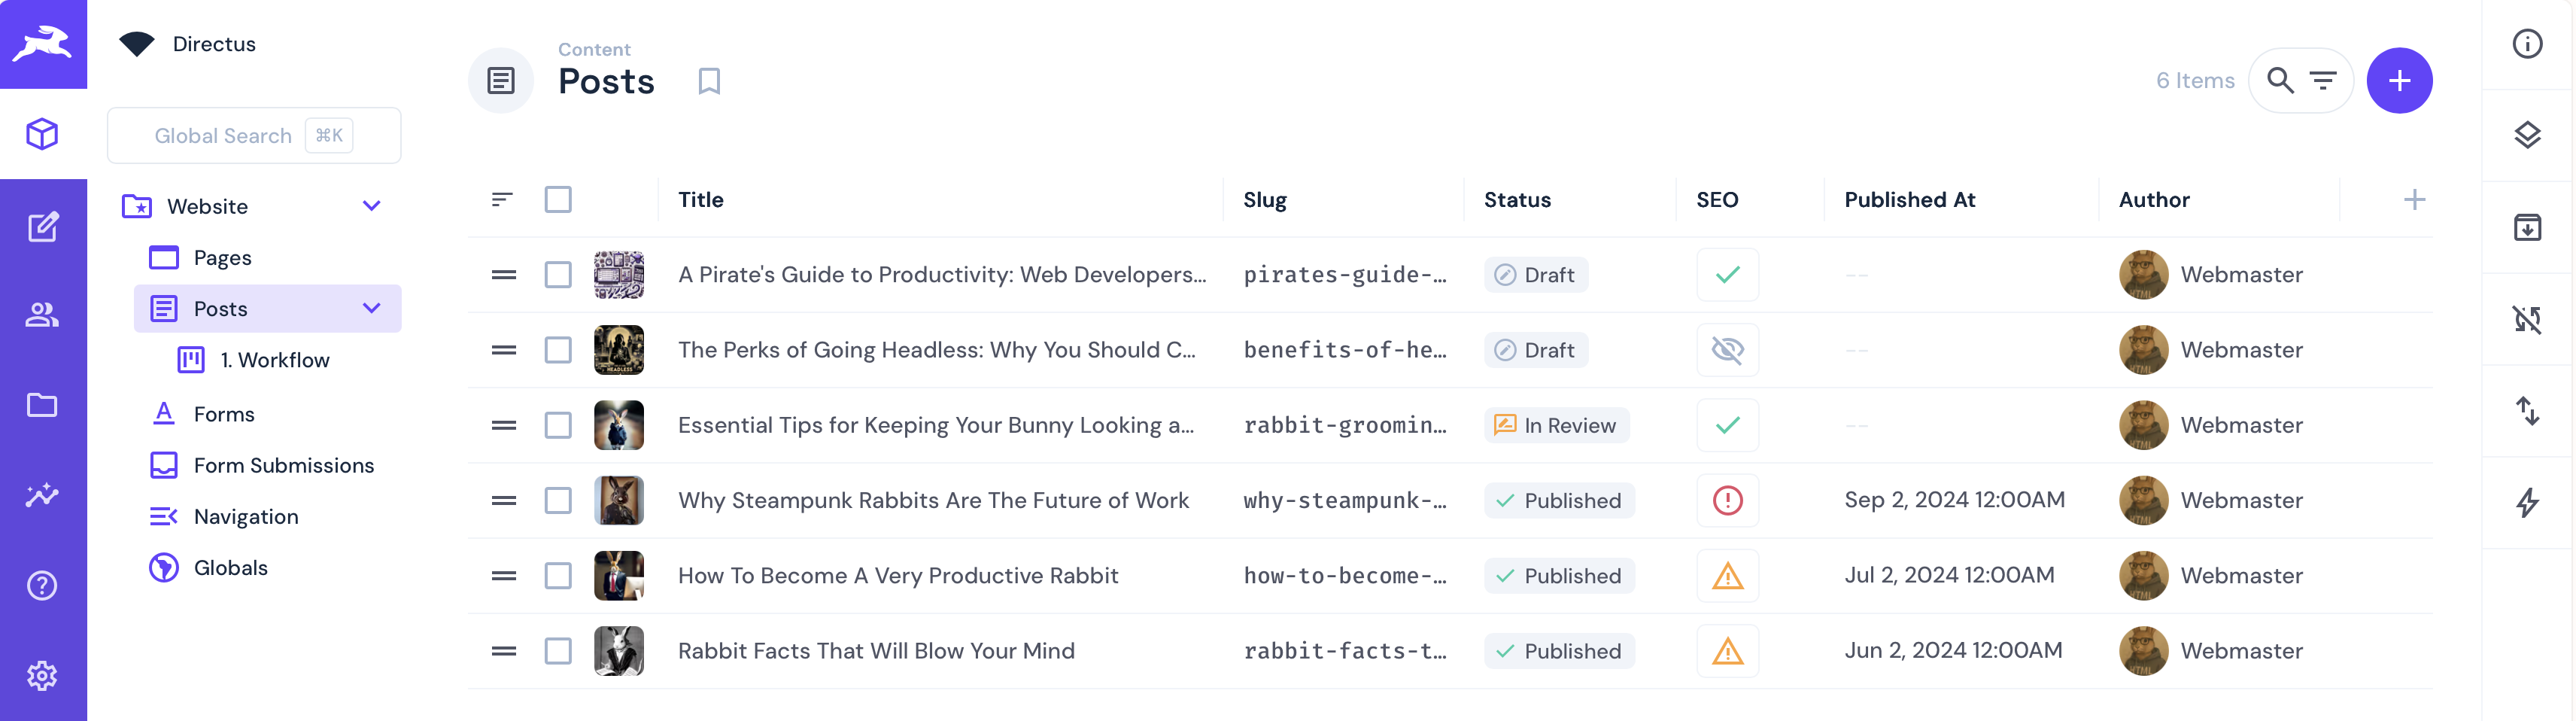 Directus
Global Search ⌘K
Website
Pages
Posts
1. Workflow
Forms
Form Submissions
Navigation
Globals
Content
Posts
6 Items
Title Slug Status SEO Published At Author
A Pirate's Guide to Productivity: Web Developers... pirates-guide-... Draft -- Webmaster
The Perks of Going Headless: Why You Should C... benefits-of-he... Draft -- Webmaster
Essential Tips for Keeping Your Bunny Looking a... rabbit-groomin... In Review -- Webmaster
Why Steampunk Rabbits Are The Future of Work why-steampunk-... Published Sep 2, 2024 12:00AM Webmaster
How To Become A Very Productive Rabbit how-to-become-... Published Jul 2, 2024 12:00AM Webmaster
Rabbit Facts That Will Blow Your Mind rabbit-facts-t... Published Jun 2, 2024 12:00AM Webmaster